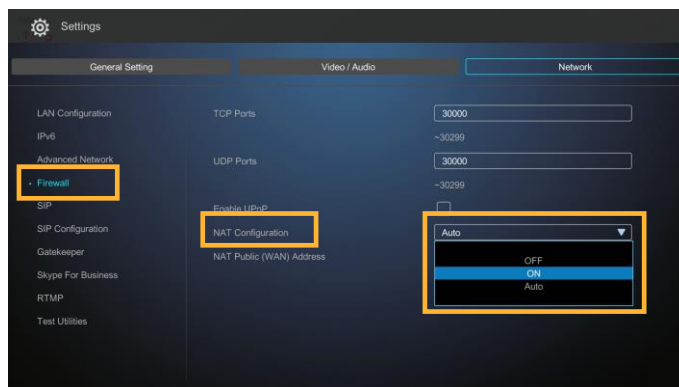 Settings
General Setting
Video / Audio
Network
LAN Configuration
TCP Ports
30000
IPv6
~30299
Advanced Network
UDP Ports
30000
Firewall
~30299
SIP
Enable UPnP
SIP Configuration
NAT Configuration
Auto
Gatekeeper
NAT Public (WAN) Address
OFF
Skype For Business
ON
RTMP
Auto
Test Utilities